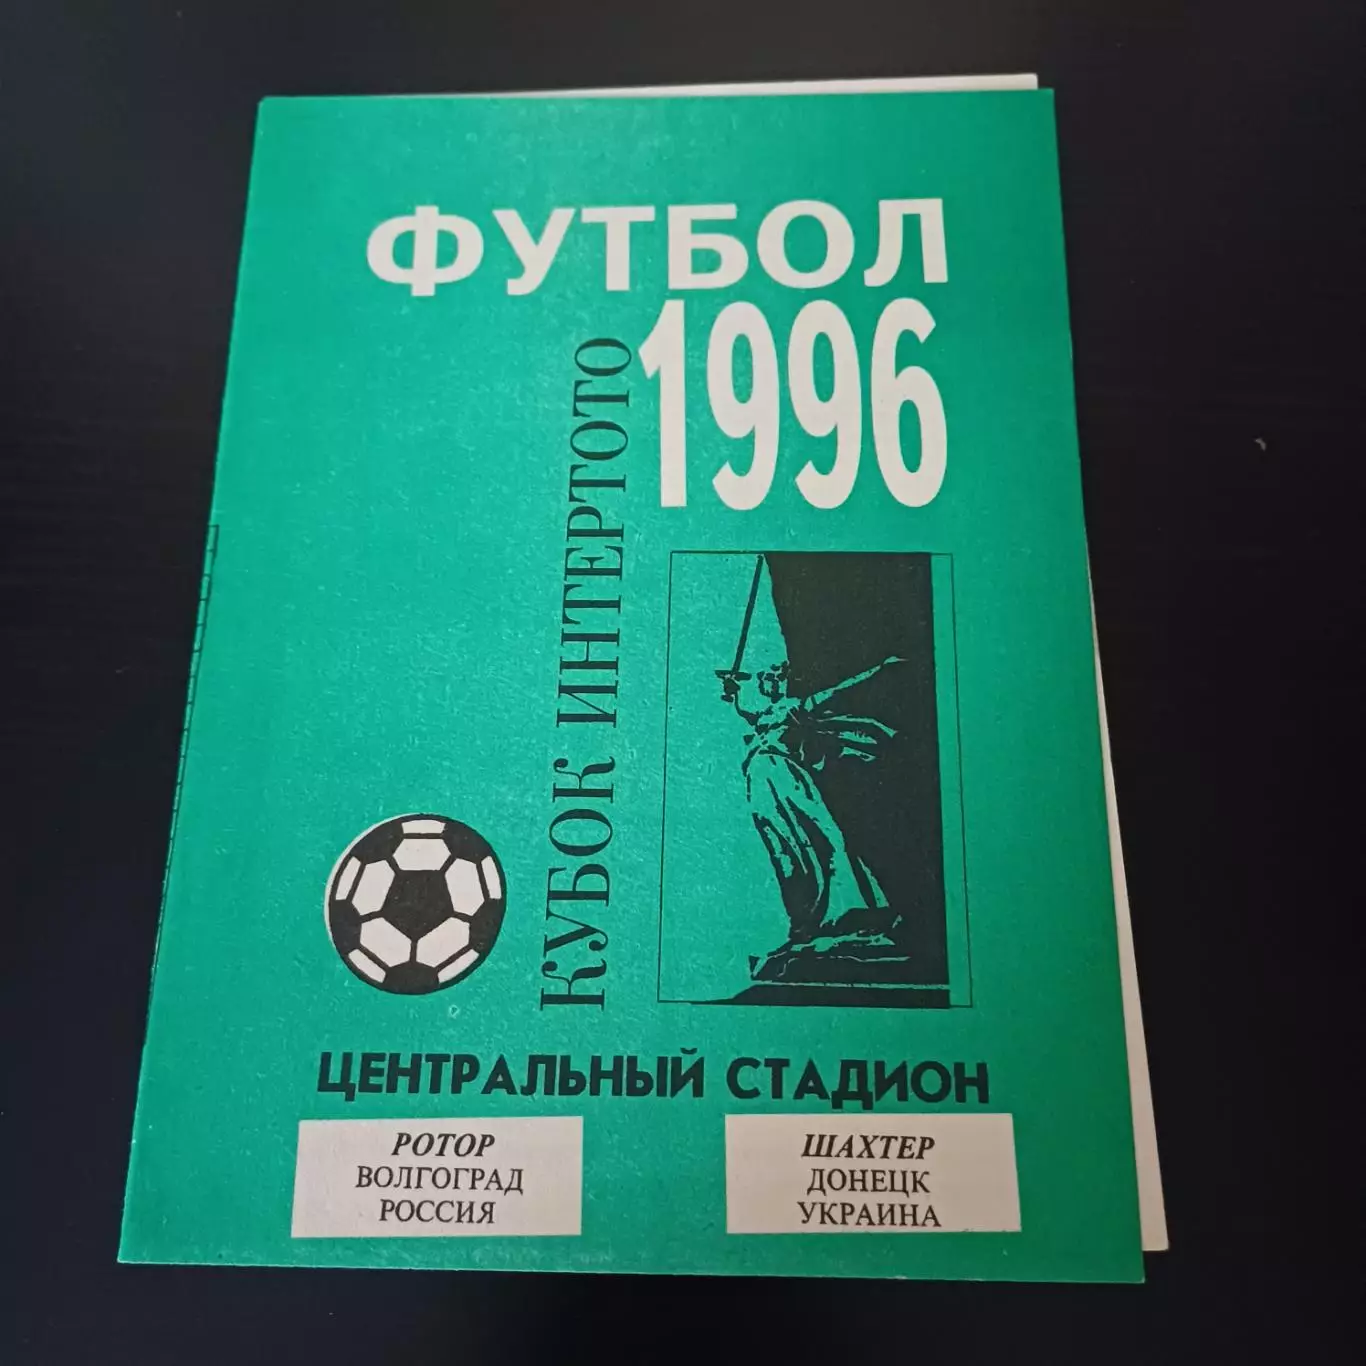 ФУТБОЛ
1996
КУБОК ИНТЕРТОТО
ЦЕНТРАЛЬНЫЙ СТАДИОН
РОТОР
ВОЛГОГРАД
РОССИЯ
ШАХТЕР
ДОНЕЦК
УКРАИНА